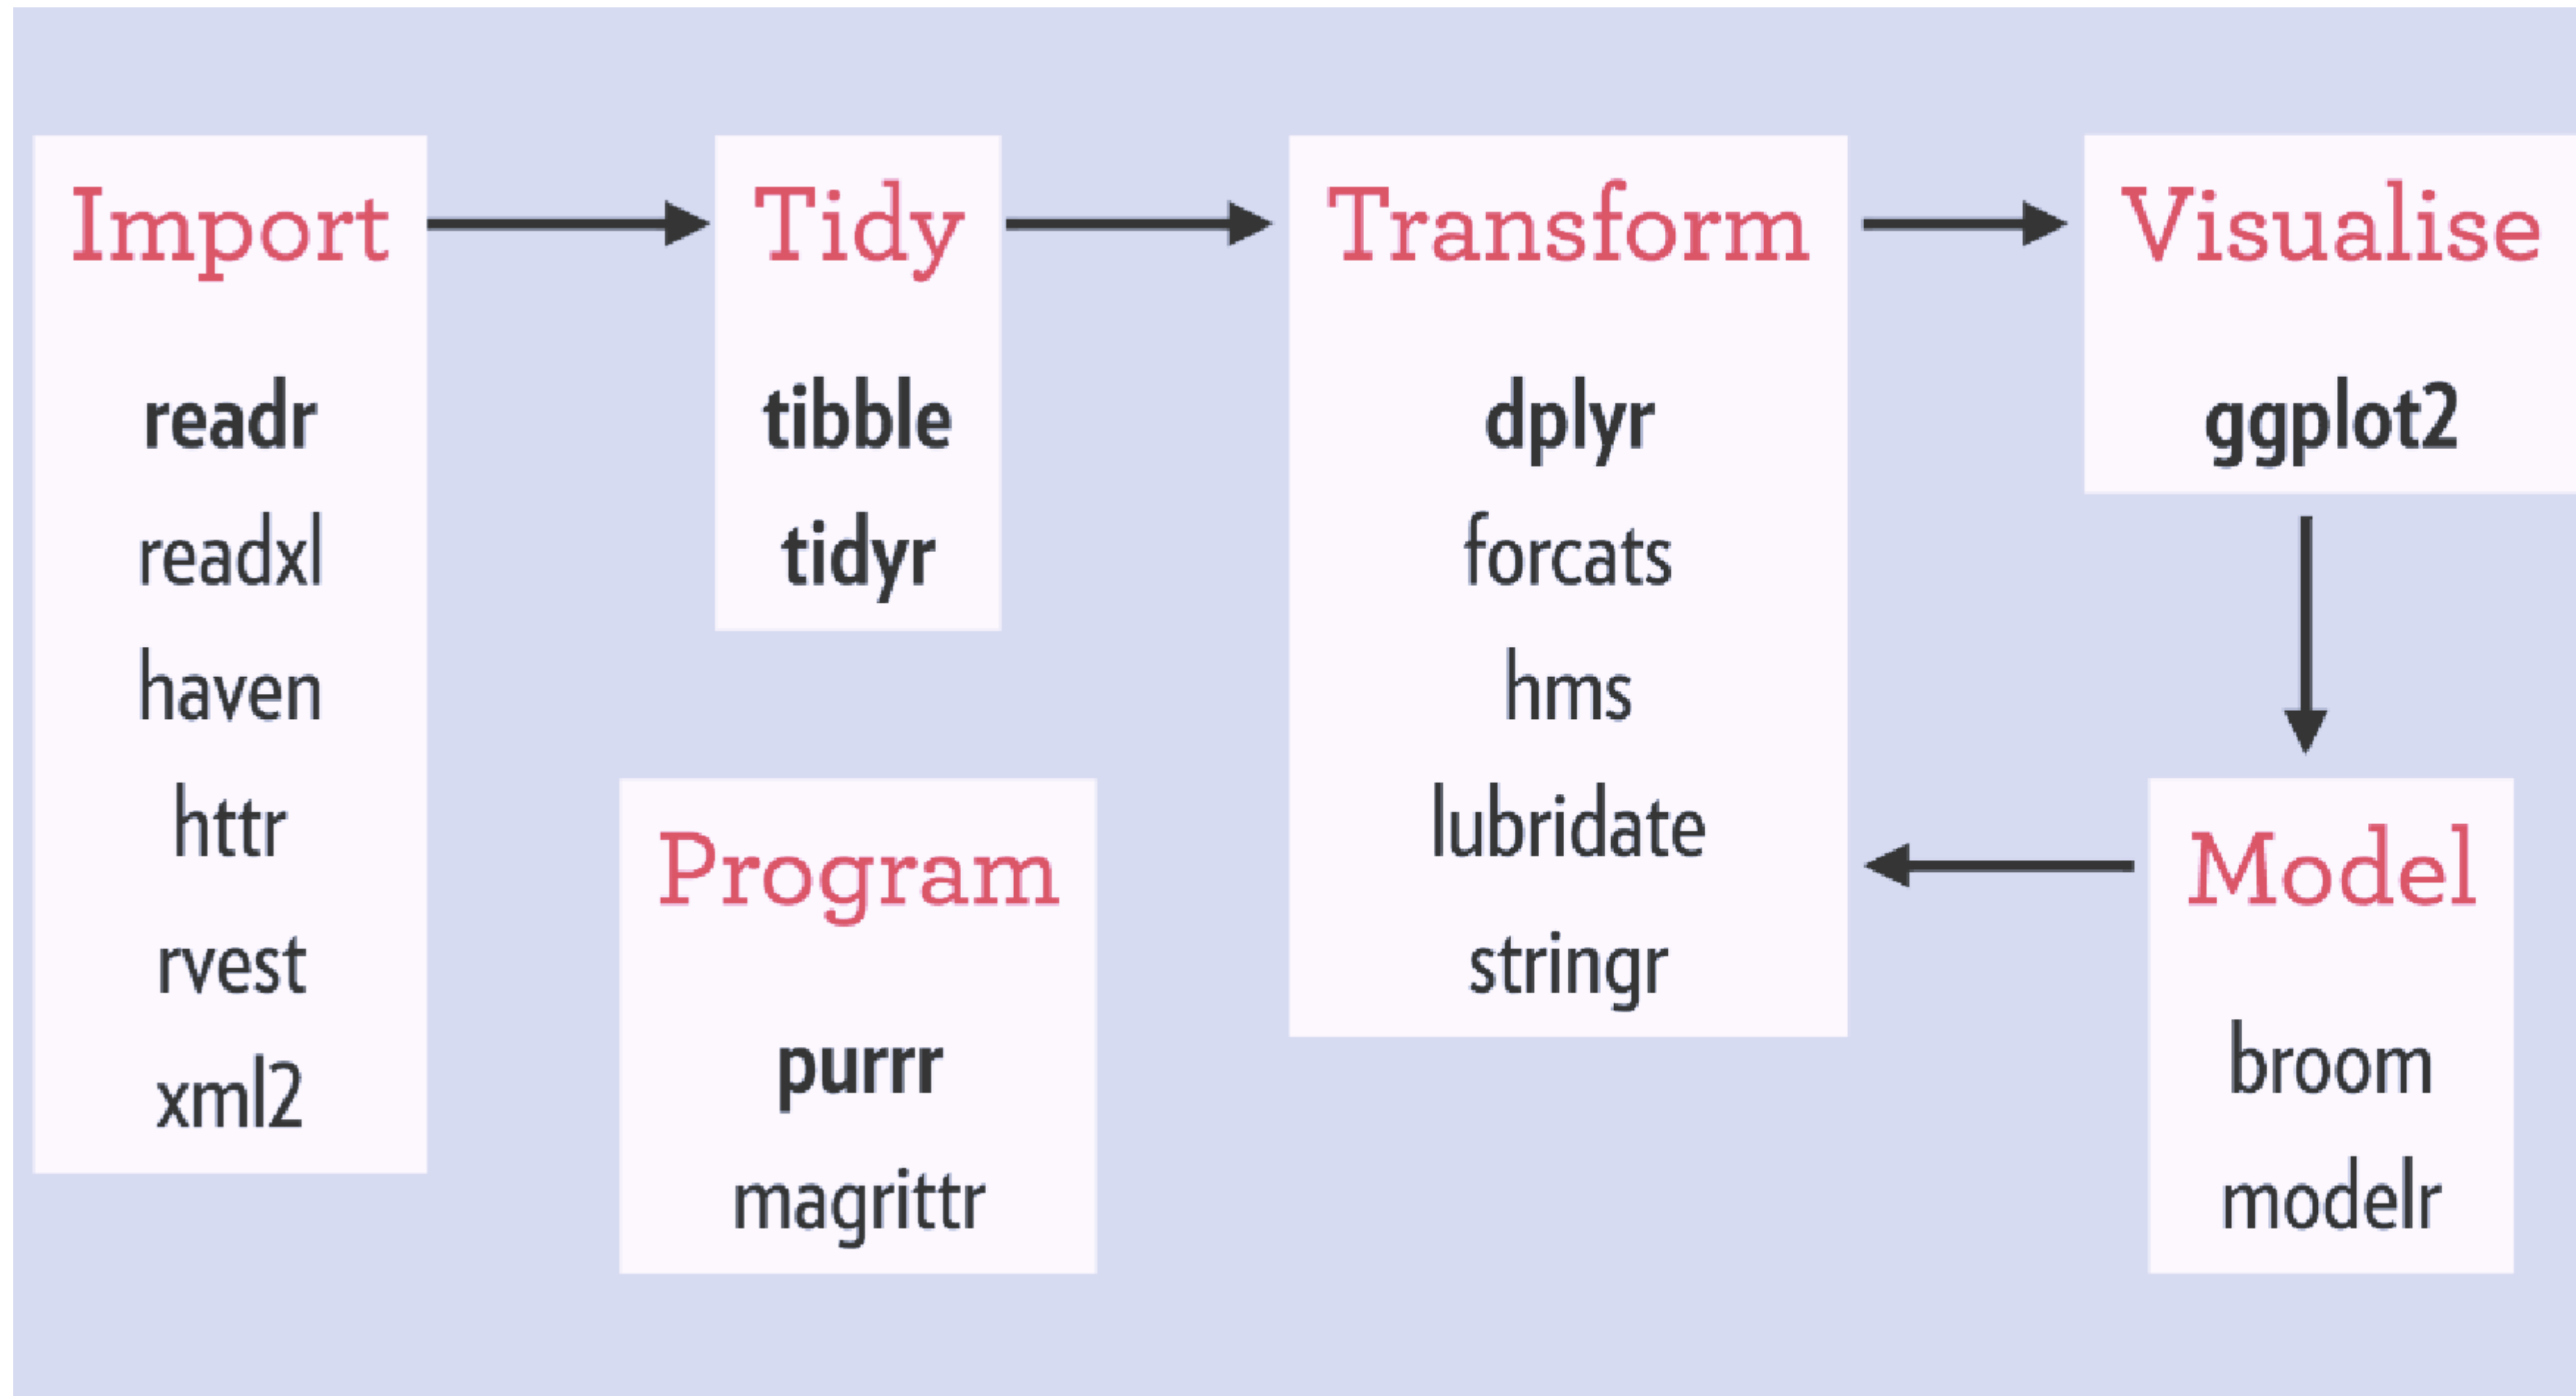 Import
readr
readxl
haven
httr
rvest
xml2
Tidy
tibble
tidyr
Program
purrr
magrittr
Transform
dplyr
forcats
hms
lubridate
stringr
Visualise
ggplot2
Model
broom
modelr